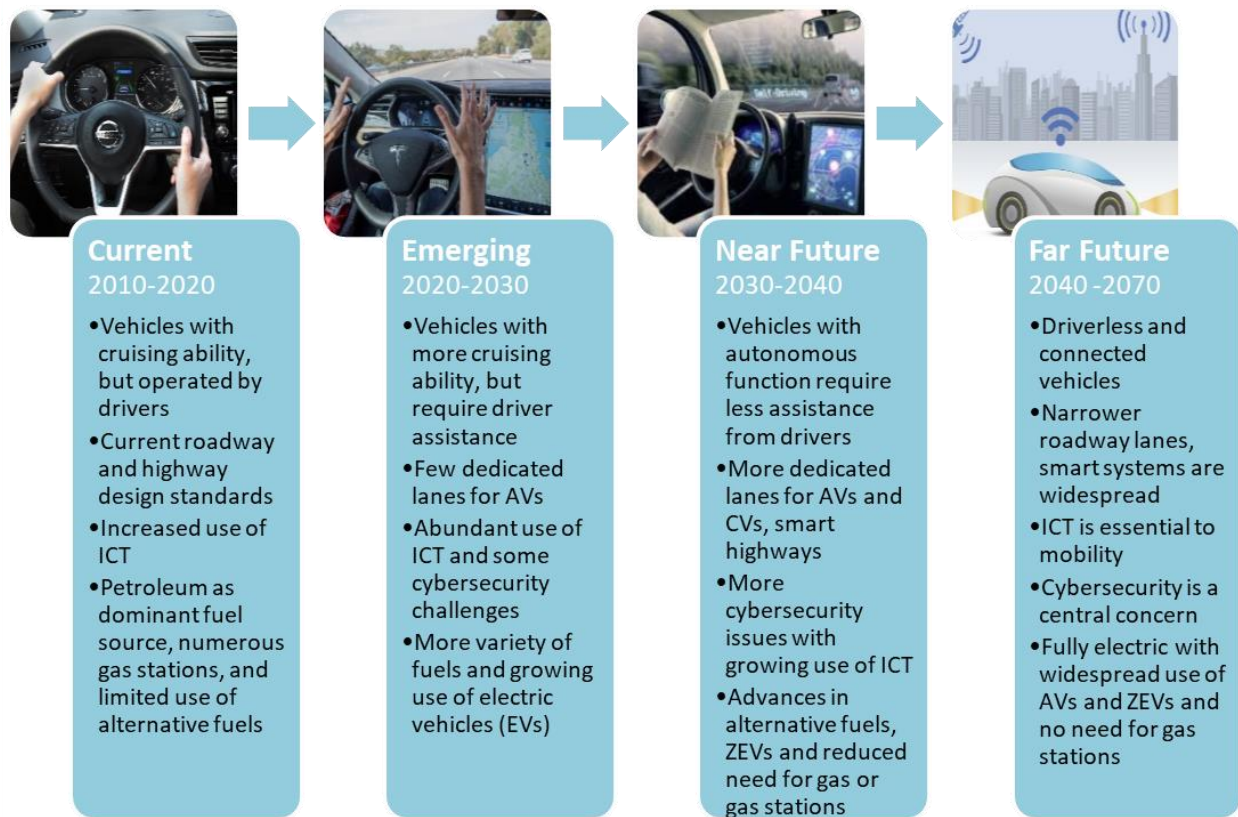 Self-Driving
Current
2010-2020
•Vehicles with
cruising ability,
but operated by
drivers
•Current roadway
and highway
design standards
•Increased use of
ICT
•Petroleum as
dominant fuel
source, numerous
gas stations, and
limited use of
alternative fuels
Emerging
2020-2030
•Vehicles with
more cruising
ability, but
require driver
assistance
•Few dedicated
lanes for AVs
•Abundant use of
ICT and some
cybersecurity
challenges
•More variety of
fuels and growing
use of electric
vehicles (EVs)
Near Future
2030-2040
•Vehicles with
autonomous
function require
less assistance
from drivers
•More dedicated
lanes for AVs and
CVs, smart
highways
•More
cybersecurity
issues with
growing use of ICT
•Advances in
alternative fuels,
ZEVs and reduced
need for gas or
gas stations
Far Future
2040 -2070
•Driverless and
connected
vehicles
•Narrower
roadway lanes,
smart systems are
widespread
•ICT is essential to
mobility
•Cybersecurity is a
central concern
•Fully electric with
widespread use of
AVs and ZEVs and
no need for gas
stations